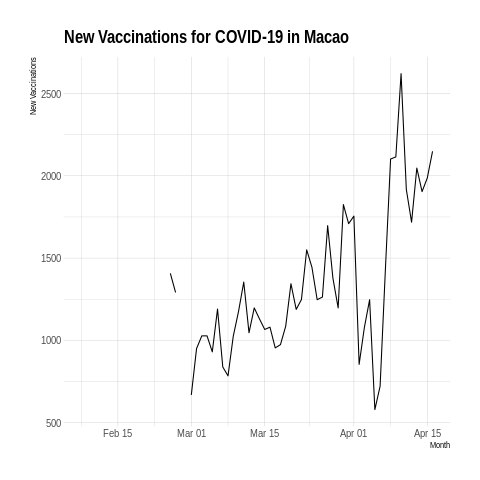 New Vaccinations for COVID-19 in Macao
New Vaccinations
2500
2000
1500
1000
500
Feb 15 Mar 01 Mar 15 Apr 01 Apr 15
Month